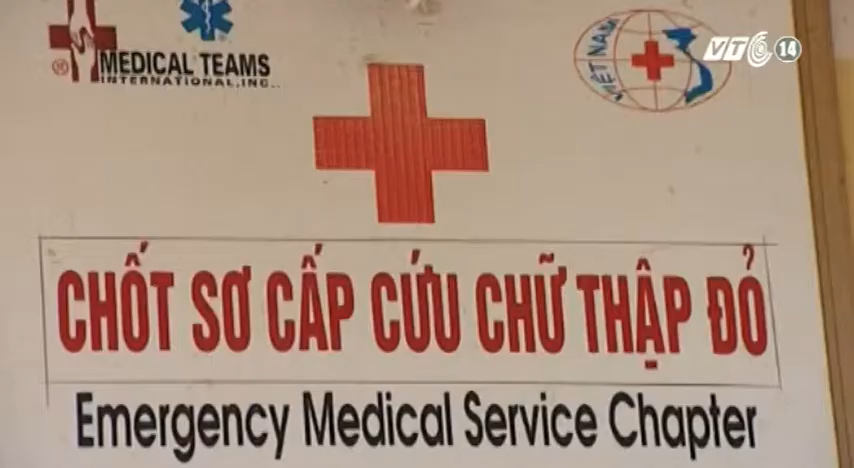 ® MEDICAL TEAMS
INTERNATIONAL, INC.
VIỆT NAM
VTC 14
CHỐT SƠ CẤP CỨU CHỮ THẬP ĐỎ
Emergency Medical Service Chapter